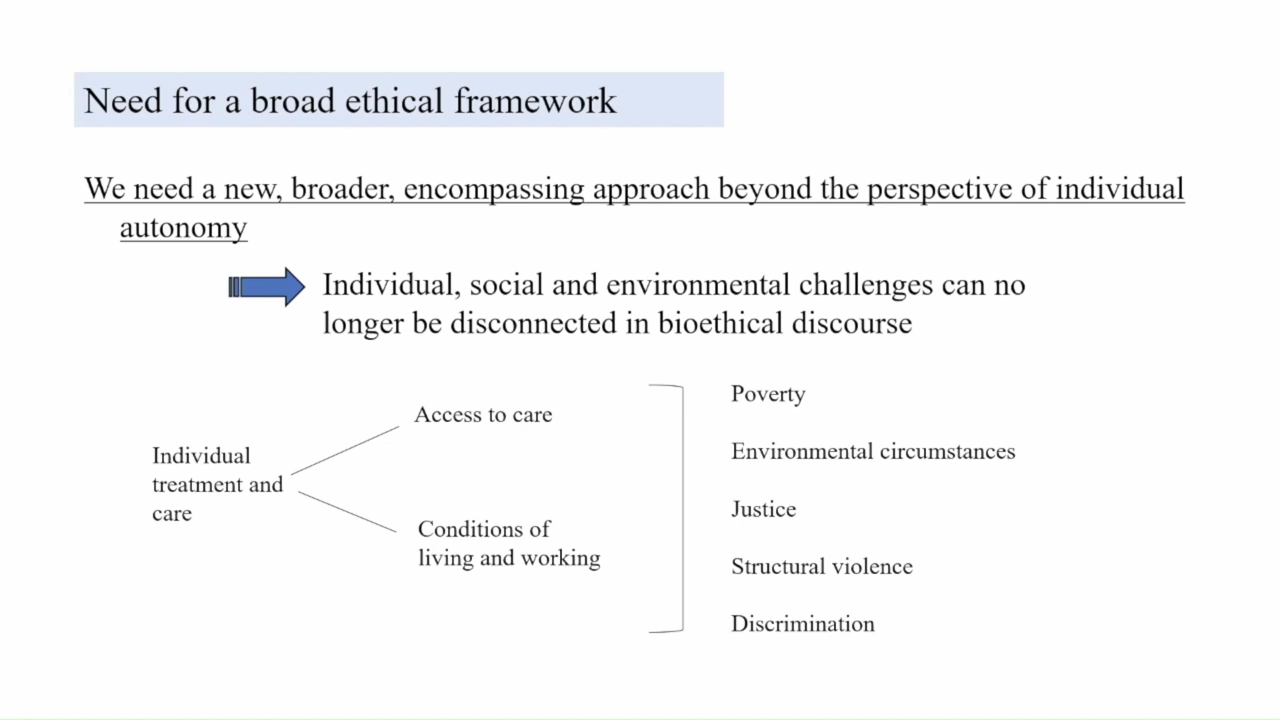 Need for a broad ethical framework
We need a new, broader, encompassing approach beyond the perspective of individual
autonomy
Individual, social and environmental challenges can no
longer be disconnected in bioethical discourse
Individual
treatment and
care
Access to care
Conditions of
living and working
Poverty
Environmental circumstances
Justice
Structural violence
Discrimination